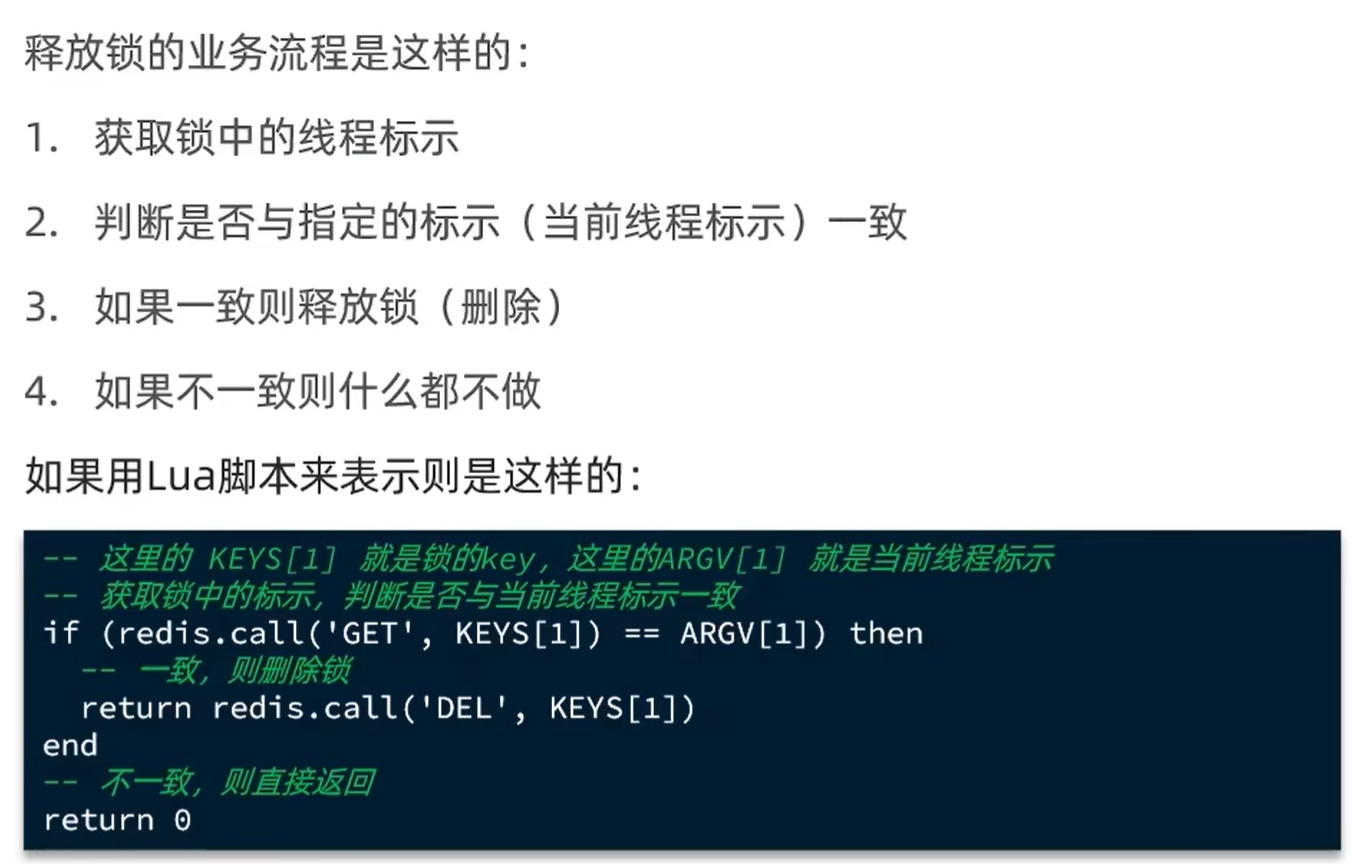 释放锁的业务流程是这样的：
1. 获取锁中的线程标示
2. 判断是否与指定的标示（当前线程标示）一致
3. 如果一致则释放锁（删除）
4. 如果不一致则什么都不做
如果用Lua脚本来表示则是这样的：
-- 这里的 KEYS[1] 就是锁的key，这里的ARGV[1] 就是当前线程标示
-- 获取锁中的标示，判断是否与当前线程标示一致
if (redis.call('GET', KEYS[1]) == ARGV[1]) then
  -- 一致，则删除锁
  return redis.call('DEL', KEYS[1])
end
-- 不一致，则直接返回
return 0